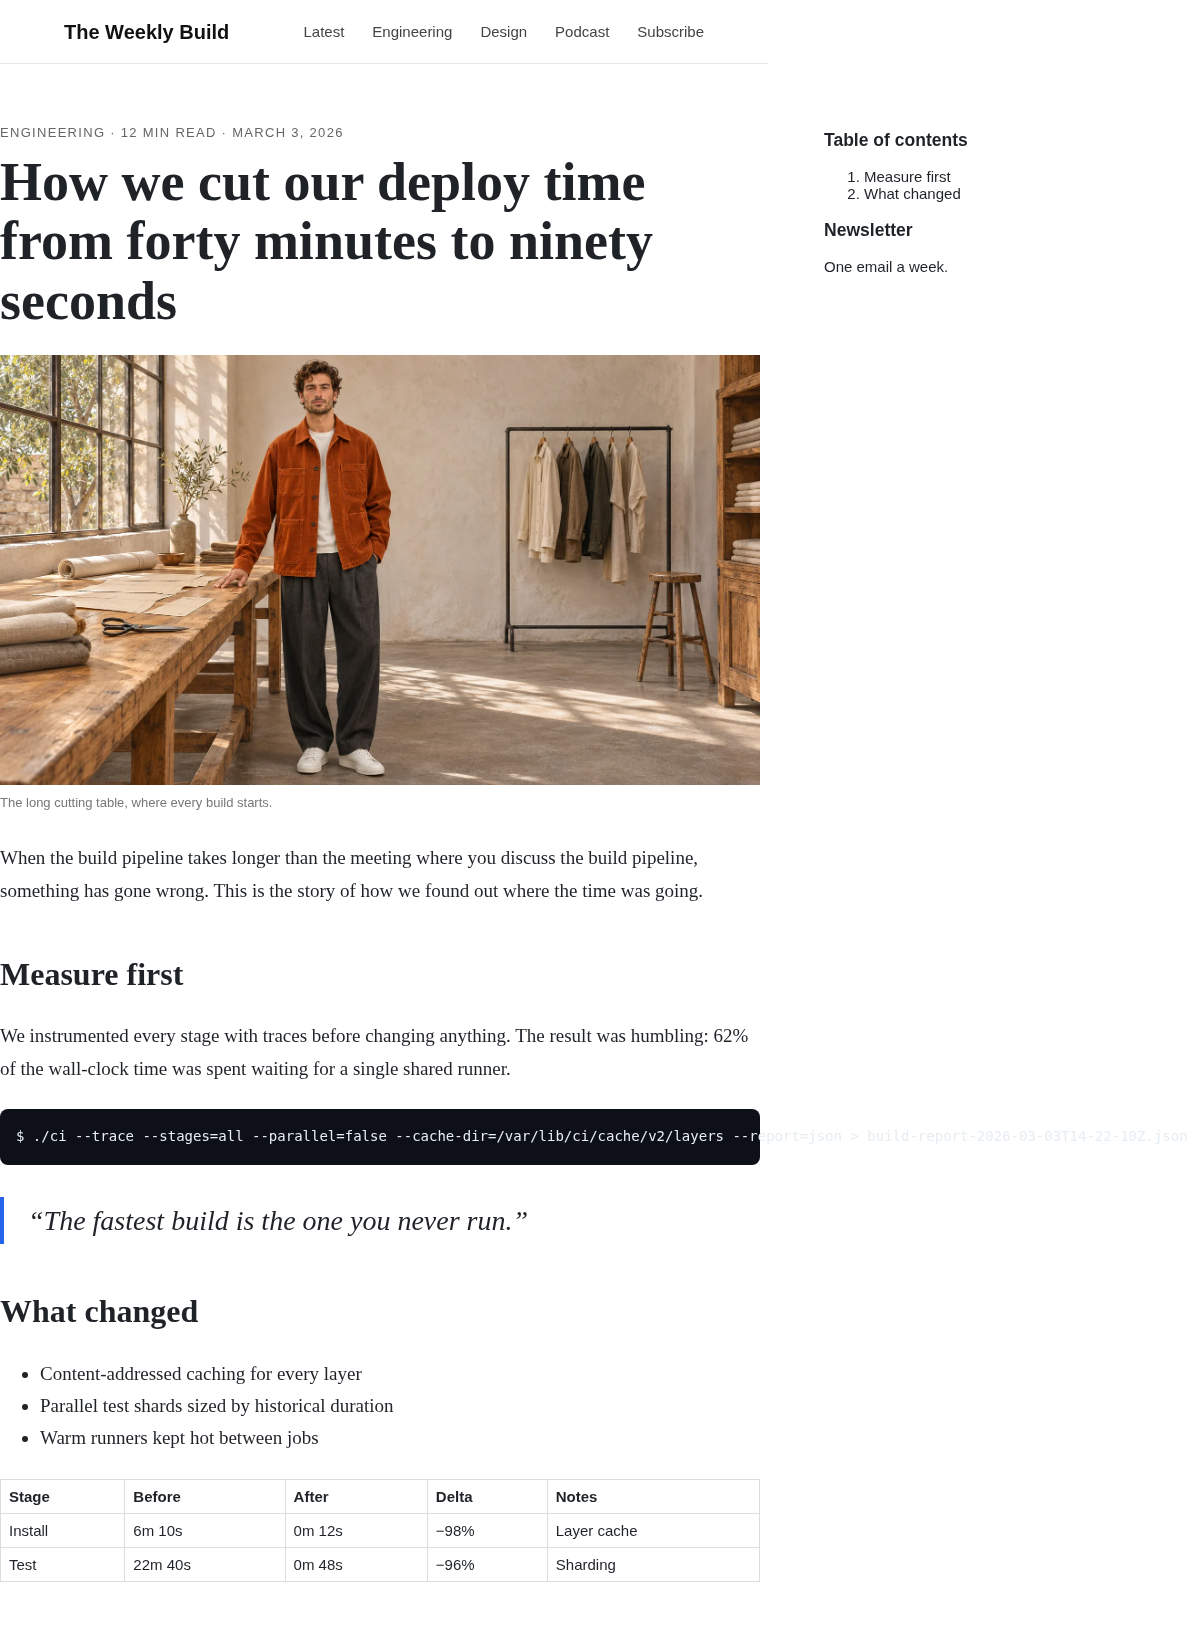 The Weekly Build
Latest Engineering Design Podcast Subscribe
ENGINEERING · 12 MIN READ · MARCH 3, 2026
How we cut our deploy time
from forty minutes to ninety
seconds
The long cutting table, where every build starts.
When the build pipeline takes longer than the meeting where you discuss the build pipeline,
something has gone wrong. This is the story of how we found out where the time was going.
Measure first
We instrumented every stage with traces before changing anything. The result was humbling: 62%
of the wall-clock time was spent waiting for a single shared runner.
$ ./ci --trace --stages=all --parallel=false --cache-dir=/var/lib/ci/cache/v2/layers --report=json > build-report-2026-03-03T14-22-10Z.json
“The fastest build is the one you never run.”
What changed
• Content-addressed caching for every layer
• Parallel test shards sized by historical duration
• Warm runners kept hot between jobs
Stage Before After Delta Notes
Install 6m 10s 0m 12s −98% Layer cache
Test 22m 40s 0m 48s −96% Sharding
Table of contents
1. Measure first
2. What changed
Newsletter
One email a week.